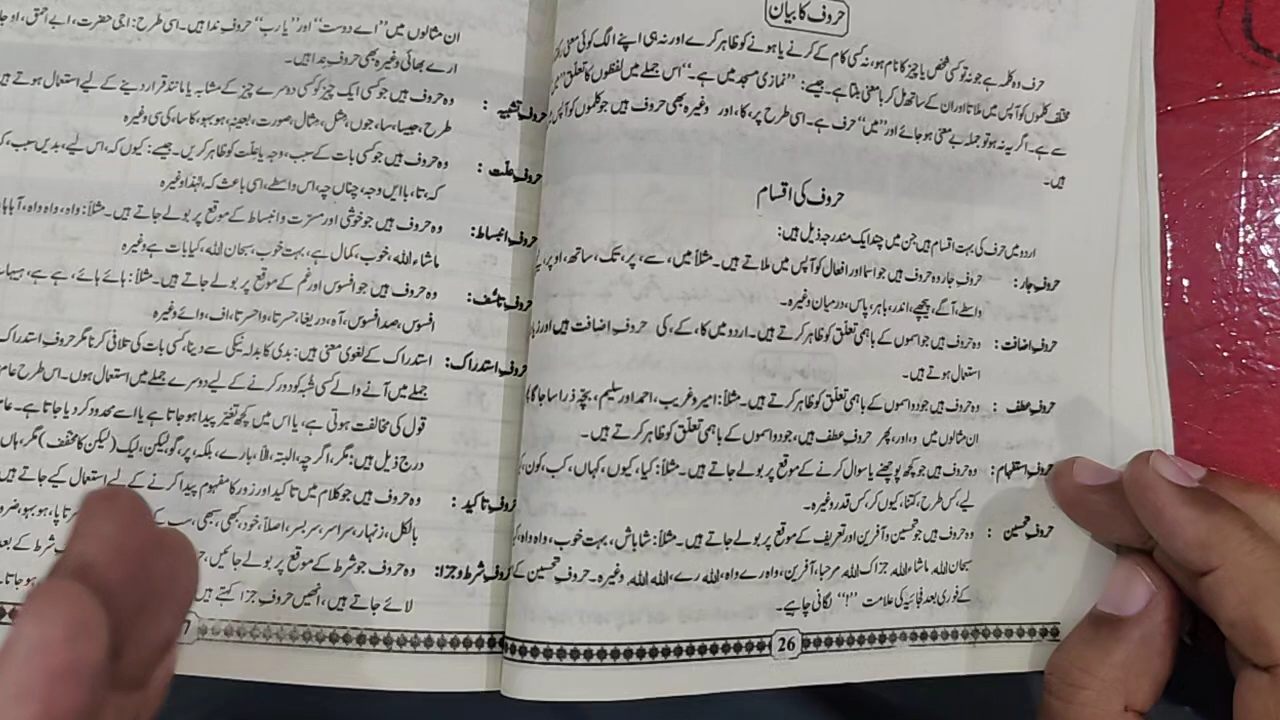 حروف کا بیان
حرف وہ کلمہ ہے جو نہ تو کسی شخص یا چیز کا نام ہو، نہ کسی کام کے کرنے یا ہونے کو ظاہر کرے اور نہ ہی اپنے الگ کوئی معنی
مختلف کلموں کو آپس میں ملاتا اور ان کے ساتھ مل کر بامعنی بنتا ہے۔ جیسے: ’’نمازی مسجد میں ہے۔‘‘ اس جملے میں لفظوں کا تعلق
سے ہے۔ اگر یہ نہ ہو تو جملہ بے معنی ہو جائے اور ’’میں‘‘ حرف ہے۔ اسی طرح پر، کا، اور وغیرہ بھی حروف ہیں جو کلموں کو آپس
ہیں۔
حروف کی اقسام
اردو میں حرف کی بہت اقسام ہیں جن میں چند ایک مندرجہ ذیل ہیں:
حروفِ جار: حروفِ جار وہ حروف ہیں جو اسما اور افعال کو آپس میں ملاتے ہیں۔ مثلاً میں، سے، پر، تک، ساتھ، اوپر،
واسطے، آگے، پیچھے، اندر، باہر، پاس، درمیان وغیرہ۔
حروفِ اضافت: وہ حروف ہیں جو اسموں کے باہمی تعلق کو ظاہر کرتے ہیں۔ اردو میں کا، کے، کی حروفِ اضافت ہیں اور
استعمال ہوتے ہیں۔
حروفِ عطف: وہ حروف ہیں جو دو اسموں کے باہمی تعلّق کو ظاہر کرتے ہیں۔ مثلاً: امیر و غریب، احمد اور سلیم، بچّہ ذرا سا جاگا
ان مثالوں میں و، اور، پھر حروفِ عطف ہیں، جو دو اسموں کے باہمی تعلّق کو ظاہر کرتے ہیں۔
حروفِ استفہام: وہ حروف ہیں جو کچھ پوچھنے یا سوال کرنے کے موقع پر بولے جاتے ہیں۔ مثلاً: کیا، کیوں، کہاں، کب، کون،
لیے، کس طرح، کتنا، کیوں کر، کس قدر وغیرہ۔
حروفِ تحسین: وہ حروف ہیں جو تحسین و آفرین اور تعریف کے موقع پر بولے جاتے ہیں۔ مثلاً: شاباش، بہت خوب، واہ واہ،
سبحان اللہ، ماشاء اللہ، جزاک اللہ، مرحبا، آفرین، واہ رے واہ، اللہ رے، اللہ اللہ وغیرہ۔ حروفِ تحسین کے
کے فوری بعد فجائیہ کی علامت ’’!‘‘ لگانی چاہیے۔
26
ان مثالوں میں ’’اے دوست‘‘ اور ’’یا رب‘‘ حروفِ ندا ہیں۔ اسی طرح: اجی حضرت، ابے احمق،
ارے بھائی وغیرہ بھی حروفِ ندا ہیں۔
حروفِ تشبیہ: وہ حروف ہیں جو کسی ایک چیز کو کسی دوسرے چیز کے مشابہ یا مانند قرار دینے کے لیے استعمال ہوتے
طرح، جیسا، سا، جوں، مثل، مثال، صورت، بعینہٖ، ہو بہو، کا سا، کی سی وغیرہ
حروفِ علّت: وہ حروف ہیں جو کسی بات کے سبب، وجہ یا علّت کو ظاہر کریں۔ جیسے: کیوں کہ، اس لیے، بدیں سبب،
کہ، تا، با ایں وجہ، چناں چہ، اس واسطے، اسی باعث کہ، لہٰذا وغیرہ
حروفِ انبساط: وہ حروف ہیں جو خوشی اور مسرّت و انبساط کے موقع پر بولے جاتے ہیں۔ مثلاً: واہ، واہ واہ،
ماشاء اللہ، خوب، کمال ہے، بہت خوب، سبحان اللہ، کیا بات ہے وغیرہ
حروفِ تاسّف: وہ حروف ہیں جو افسوس اور غم کے موقع پر بولے جاتے ہیں۔ مثلاً: ہائے ہائے، ہے ہے،
افسوس، صد افسوس، آہ، دریغا، حسرتا، واحسرتا، اف، وائے وغیرہ
حروفِ استدراک: استدراک کے لغوی معنی ہیں: بدی کا بدلہ نیکی سے دینا، کسی بات کی تلافی کرنا مگر حروفِ استدراک
جملے میں آنے والے کسی شبہ کو دور کرنے کے لیے دوسرے جملے میں استعمال ہوں۔ اس طرح عام
قول کی مخالفت ہوتی ہے، یا اس میں کچھ تغیّر پیدا ہو جاتا ہے یا اسے محدود کر دیا جاتا ہے۔
درج ذیل ہیں: مگر، اگرچہ، البتہ، الّا، بارے، بلکہ، پر، گو، لیکن، لیک (لیکن کا مخفف) مگر، ہاں
حروفِ تاکید: وہ حروف ہیں جو کلام میں تاکید اور زور کا مفہوم پیدا کرنے کے لیے استعمال کیے جاتے ہیں
بالکل، زنہار، سراسر، سربسر، اصلاً، خود، کبھی، سبھی، سب کے
حروفِ شرط و جزا: وہ حروف جو شرط کے موقع پر بولے جائیں،
لائے جاتے ہیں، انھیں حروفِ جزا کہتے ہیں